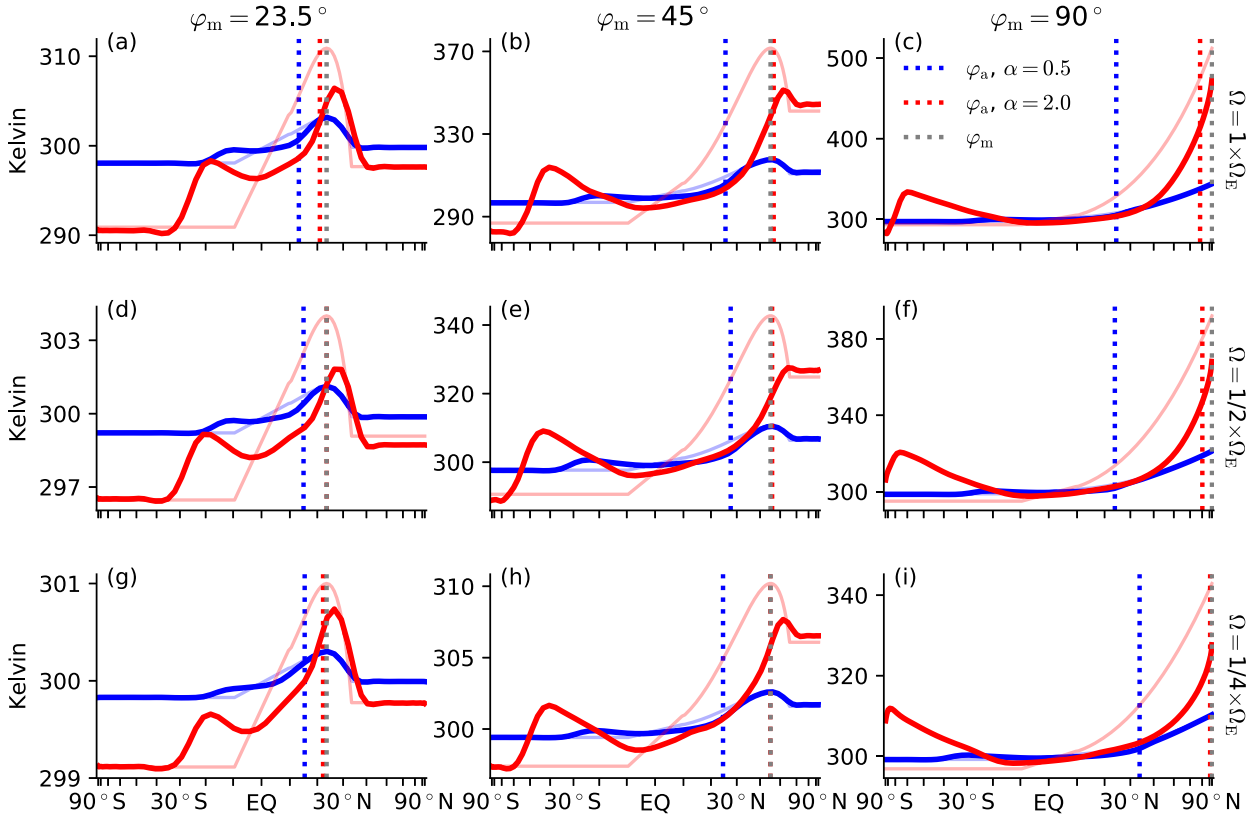 φm = 23.5° φm = 45° φm = 90°
(a) (b) (c)
310
300
290
Kelvin
370
330
290
500
400
300
φa, α = 0.5
φa, α = 2.0
φm
Ω = 1×ΩE
(d) (e) (f)
304
300
297
Kelvin
340
320
300
380
340
300
Ω = 1/2×ΩE
(g) (h) (i)
301
300
299
Kelvin
310
305
300
340
320
300
Ω = 1/4×ΩE
90°S 30°S EQ 30°N 90°N 90°S 30°S EQ 30°N 90°N 90°S 30°S EQ 30°N 90°N